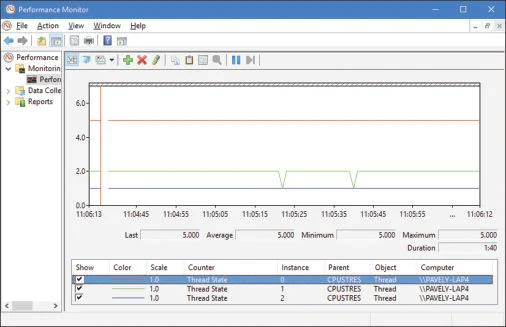 Performance Monitor
File Action View Window Help
Performance
Monitoring
Perfor
Data Colle
Reports
6.0
4.0
2.0
0.0
11:06:13 11:04:45 11:04:55 11:05:05 11:05:15 11:05:25 11:05:35 11:05:45 11:05:55 ... 11:06:12
Last 5.000 Average 5.000 Minimum 5.000 Maximum 5.000
Duration 1:40
Show Color Scale Counter Instance Parent Object Computer
1.0 Thread State 0 CPUSTRES Thread \\PAVELY-LAP4
1.0 Thread State 1 CPUSTRES Thread \\PAVELY-LAP4
1.0 Thread State 2 CPUSTRES Thread \\PAVELY-LAP4